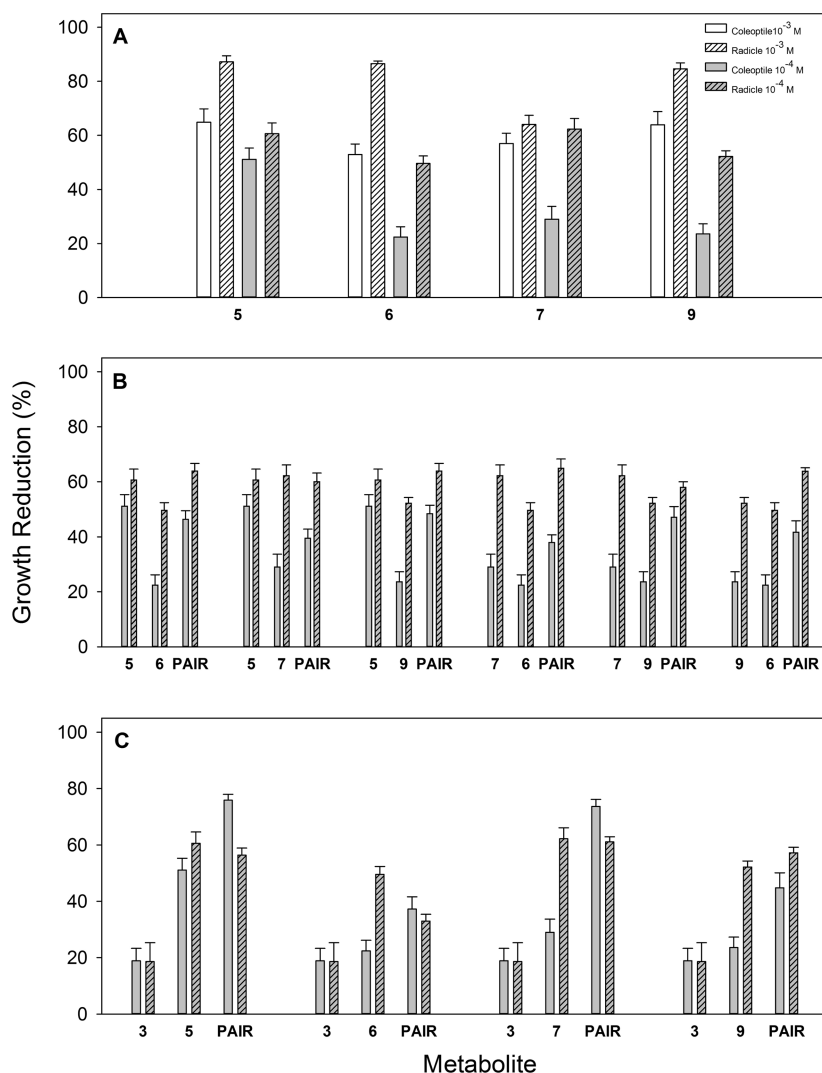 A
100
80
60
40
20
0
Coleoptile10⁻³ M
Radicle 10⁻³ M
Coleoptile 10⁻⁴ M
Radicle 10⁻⁴ M
5 6 7 9
Growth Reduction (%)
B
100
80
60
40
20
0
5 6 PAIR 5 7 PAIR 5 9 PAIR 7 6 PAIR 7 9 PAIR 9 6 PAIR
C
100
80
60
40
20
0
3 5 PAIR 3 6 PAIR 3 7 PAIR 3 9 PAIR
Metabolite